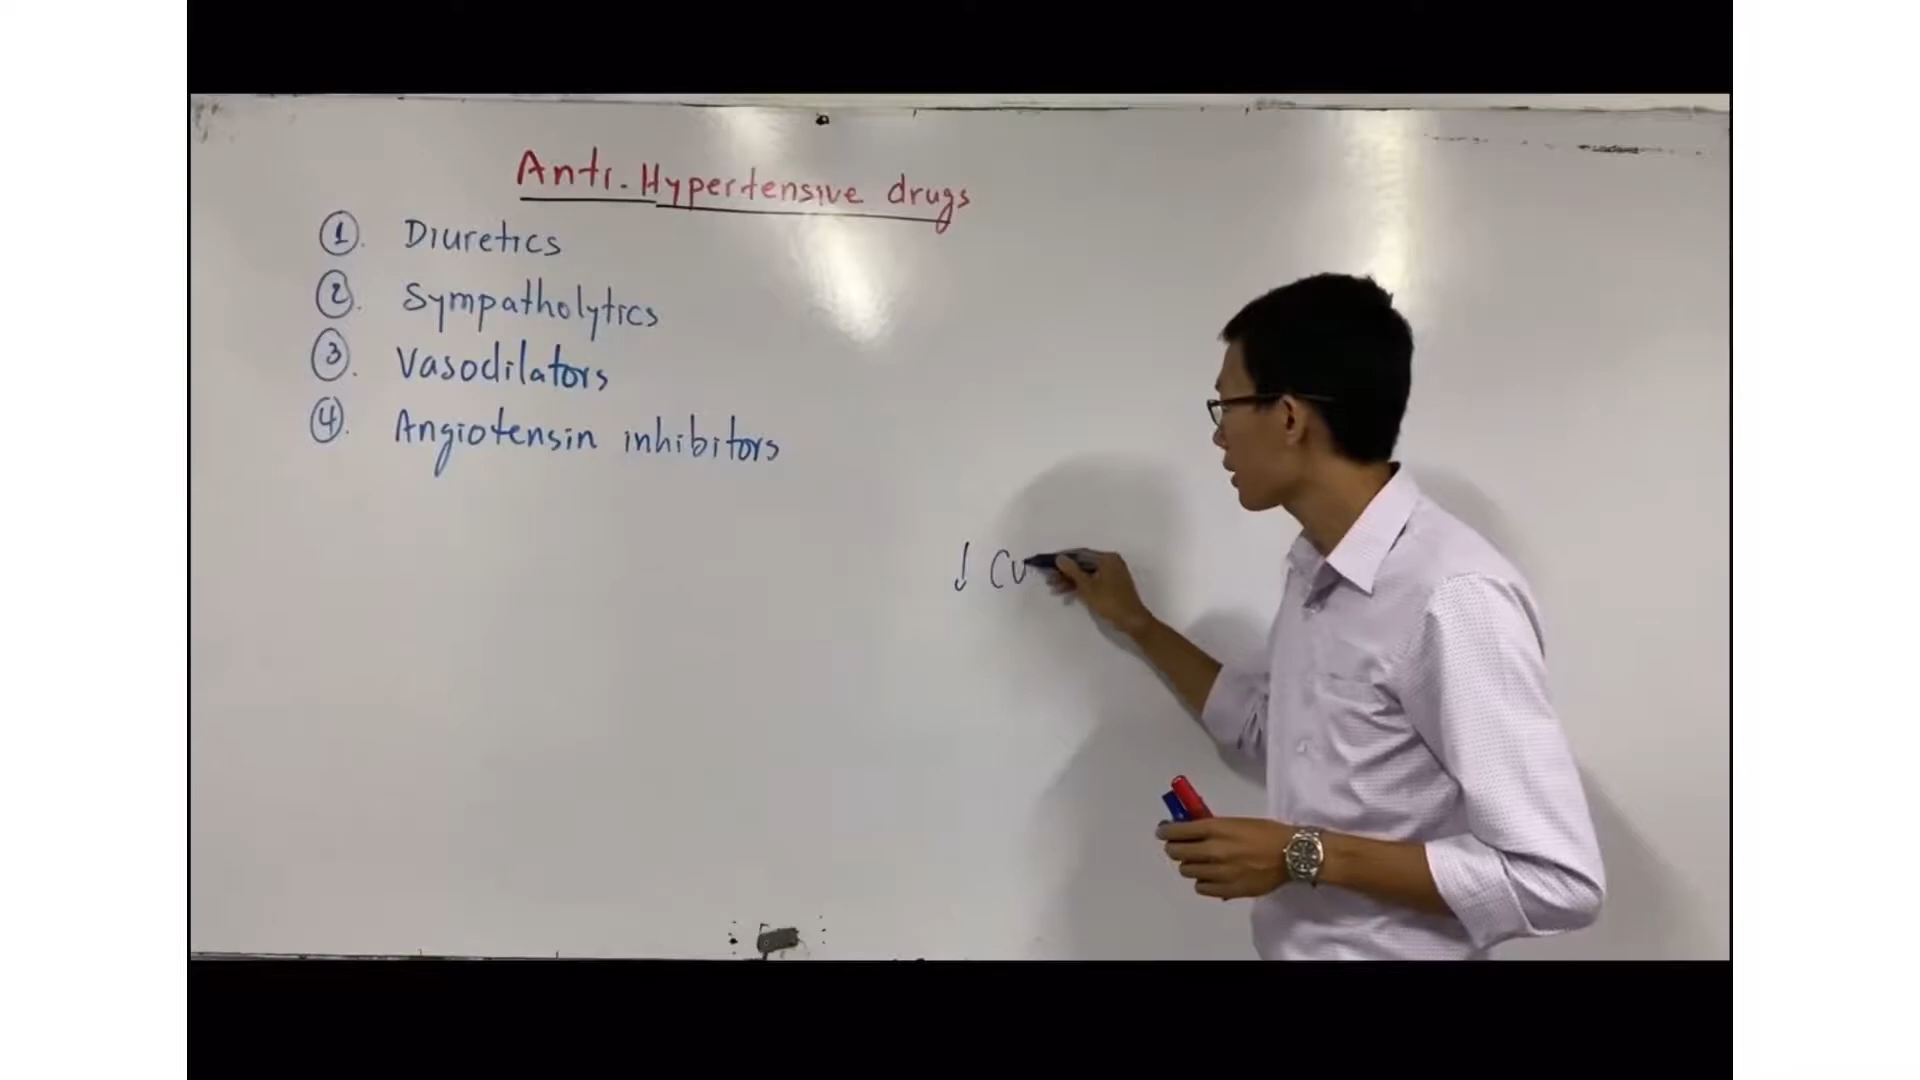 Anti-Hypertensive drugs
1. Diuretics
2. Sympatholytics
3. Vasodilators
4. Angiotensin inhibitors
↓